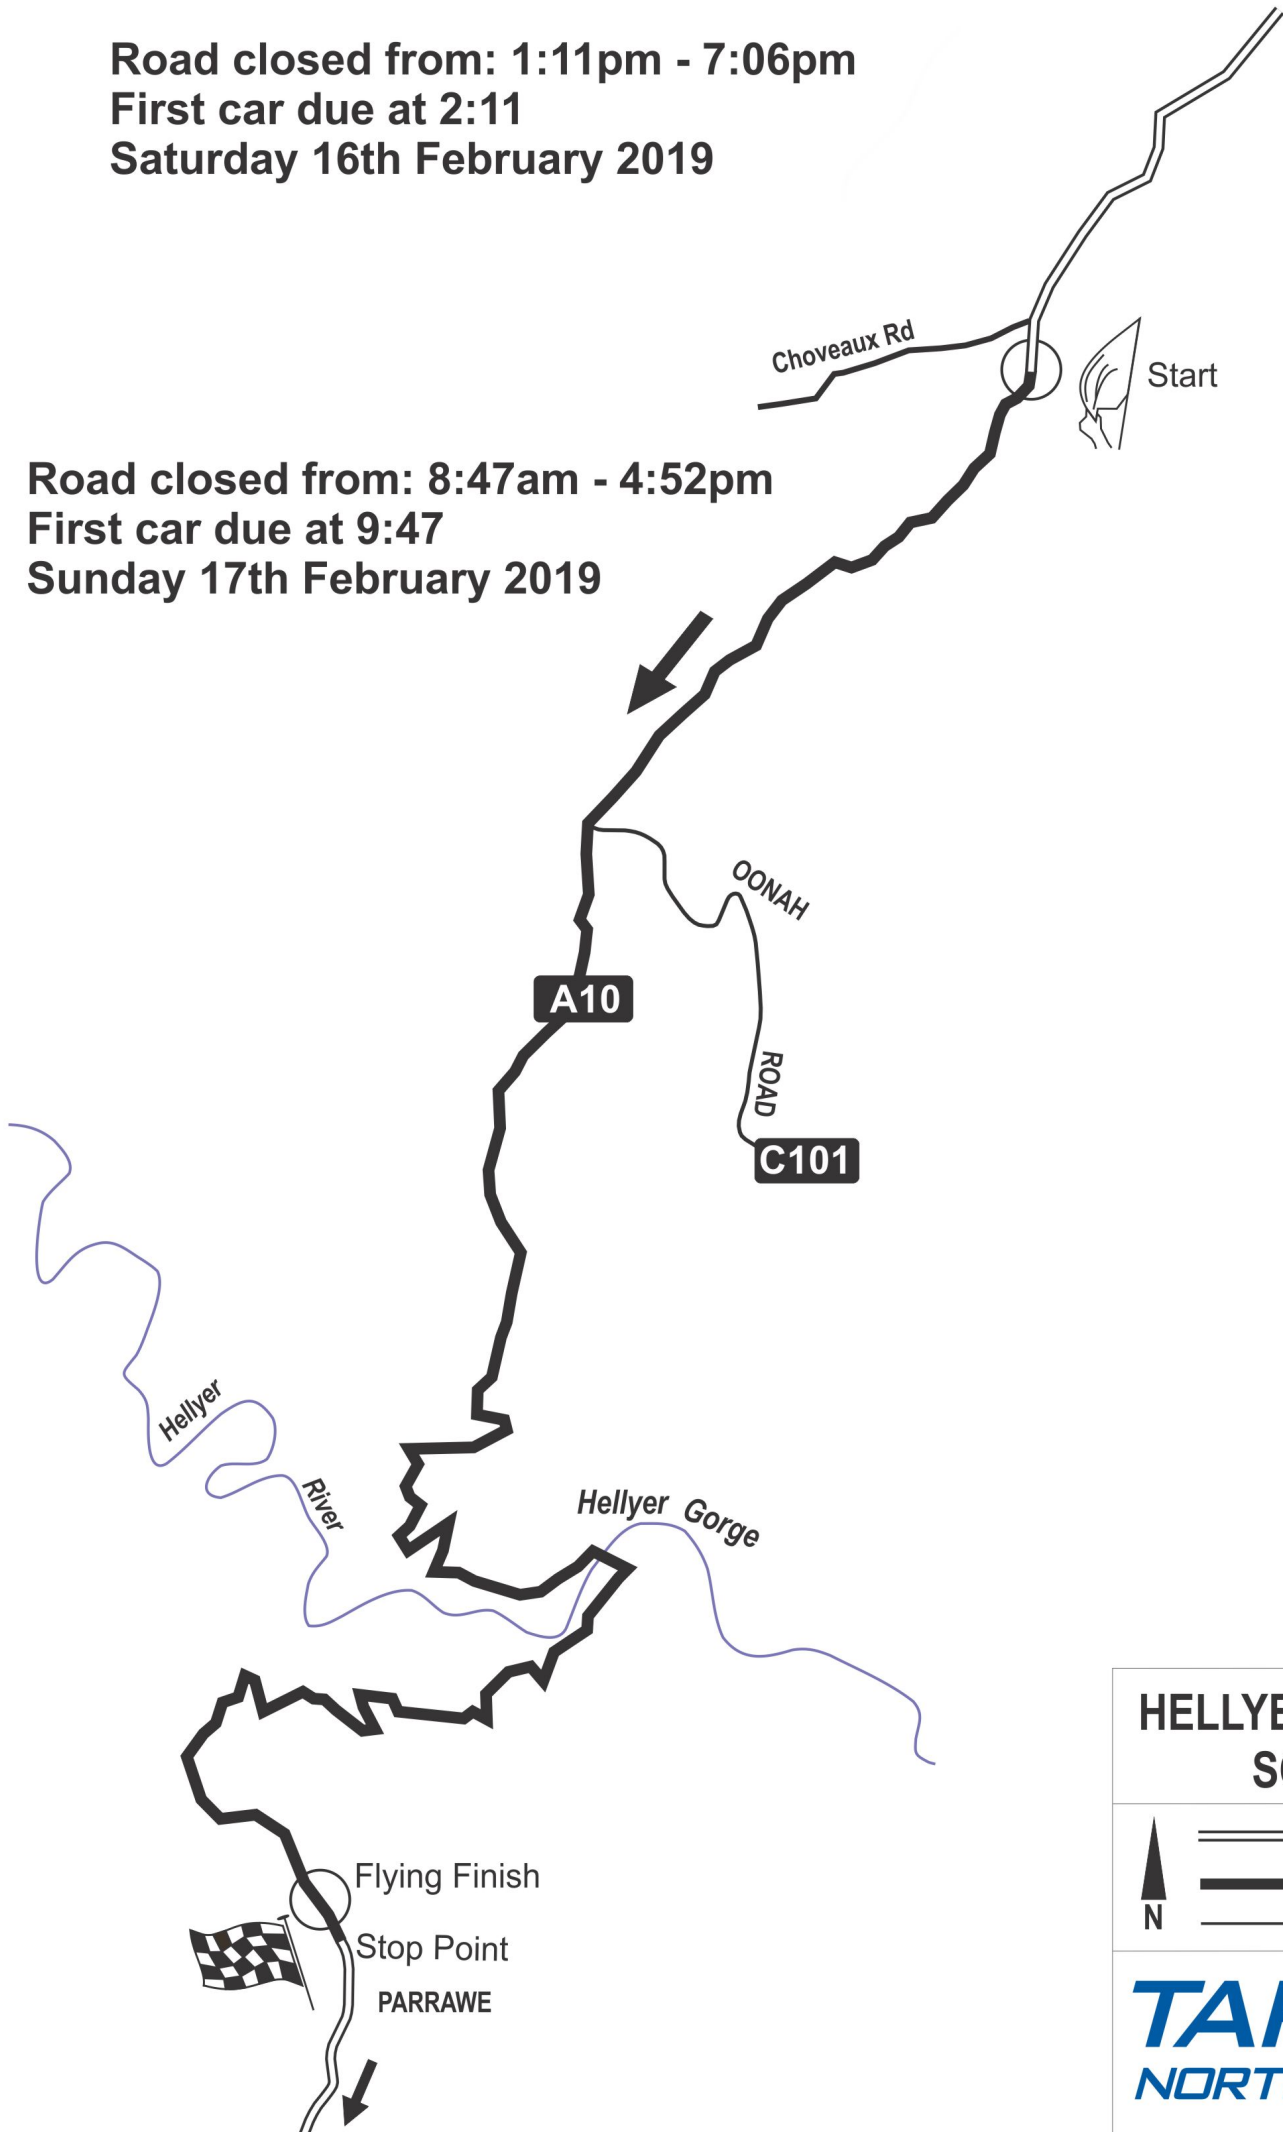 Road closed from: 1:11pm - 7:06pm
First car due at 2:11
Saturday 16th February 2019
Choveaux Rd
Start
Road closed from: 8:47am - 4:52pm
First car due at 9:47
Sunday 17th February 2019
OONAH
A10
ROAD
C101
Hellyer
River
Hellyer Gorge
Flying Finish
Stop Point
PARRAWE
N